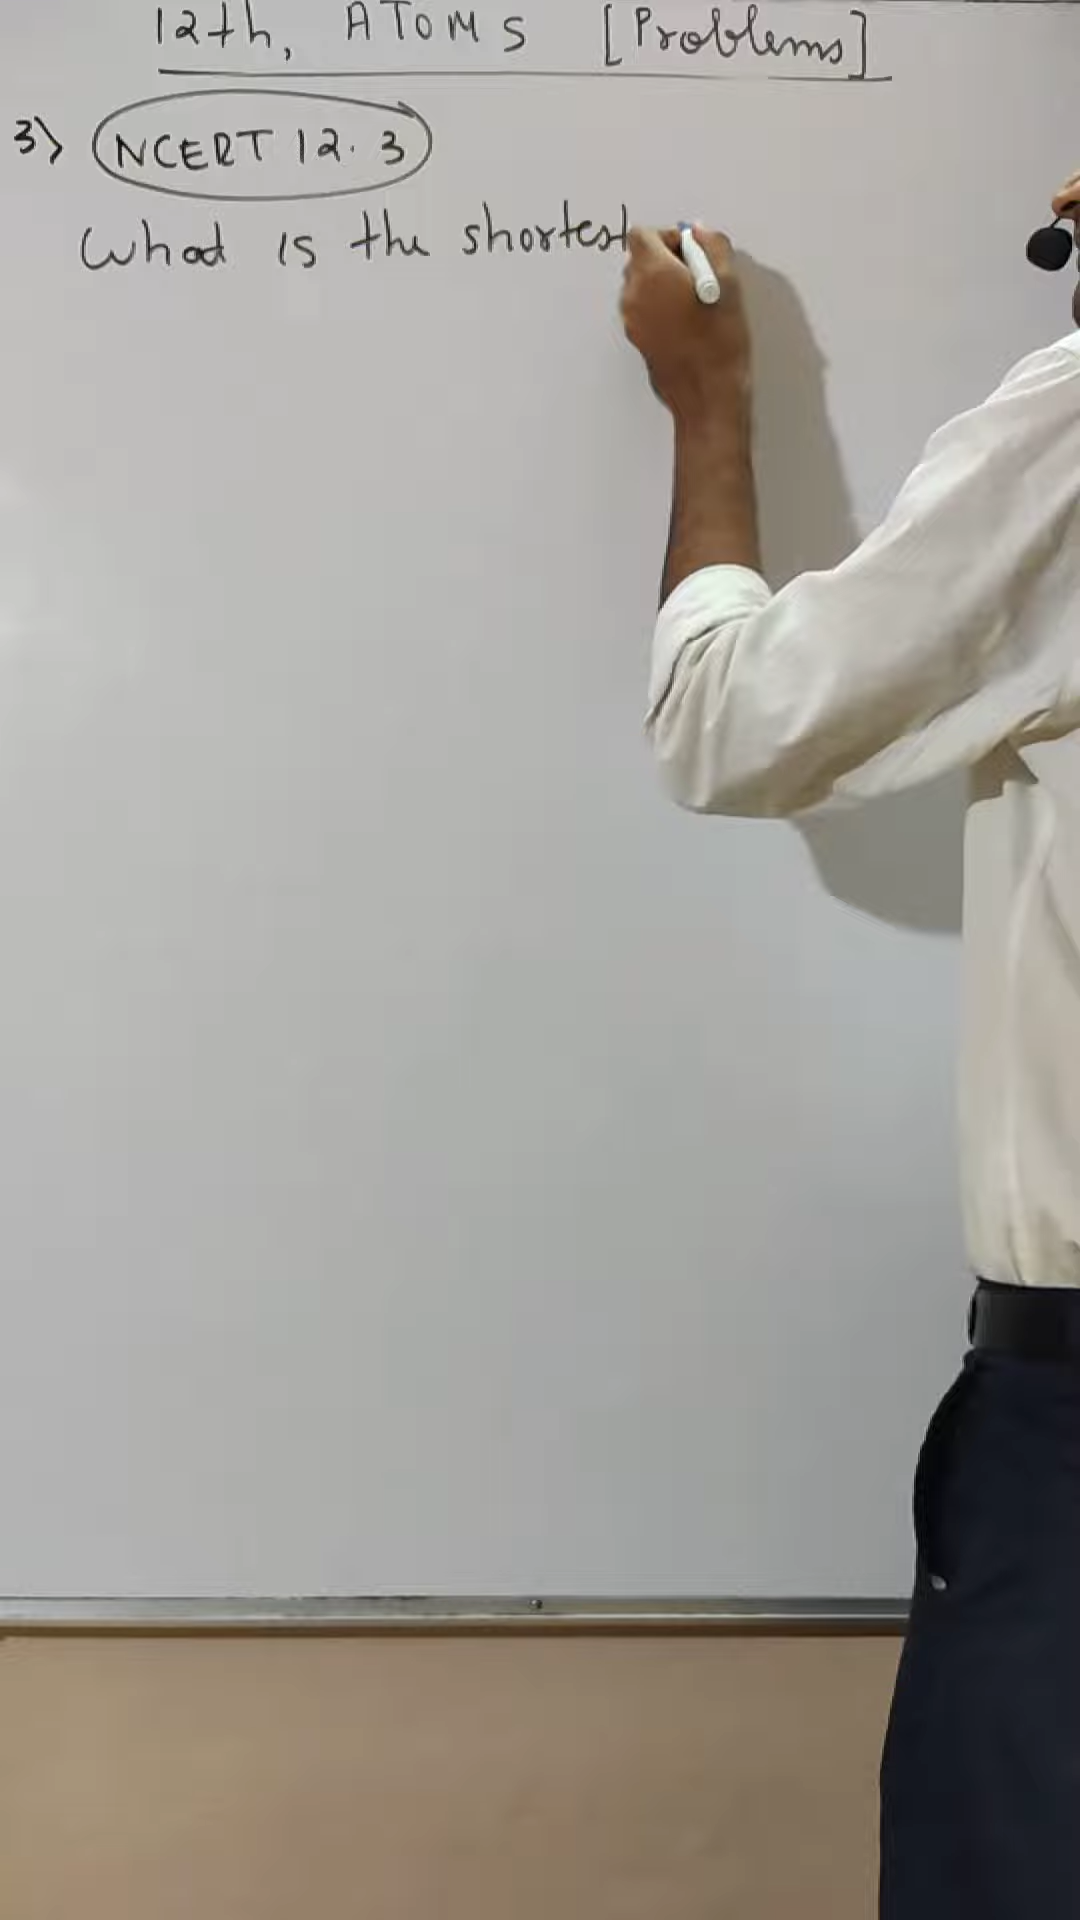 12th, ATOMS [Problems]
3) NCERT 12.3
What is the shortest